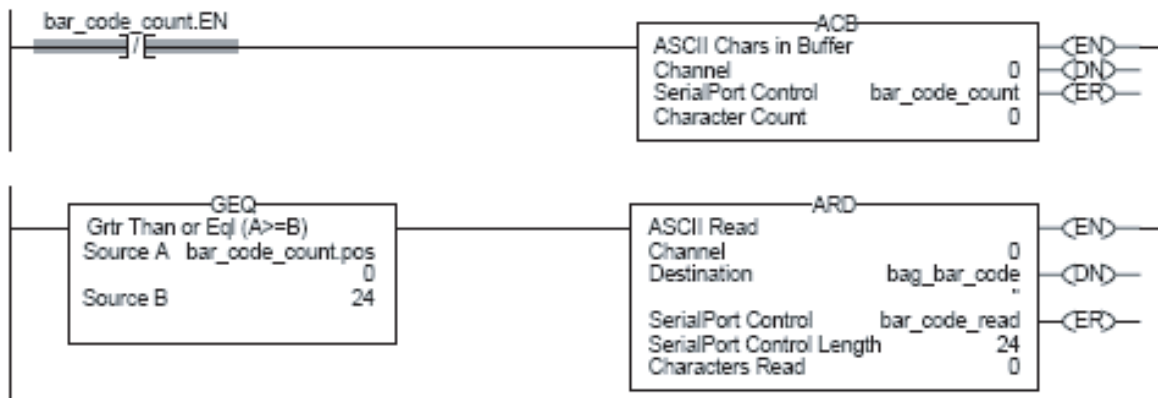 bar_code_count.EN
/
ACB
ASCII Chars in Buffer
Channel 0
SerialPort Control bar_code_count
Character Count 0
EN
DN
ER
GEQ
Grtr Than or Eql (A>=B)
Source A bar_code_count.pos
0
Source B 24
ARD
ASCII Read
Channel 0
Destination bag_bar_code
''
SerialPort Control bar_code_read
SerialPort Control Length 24
Characters Read 0
EN
DN
ER